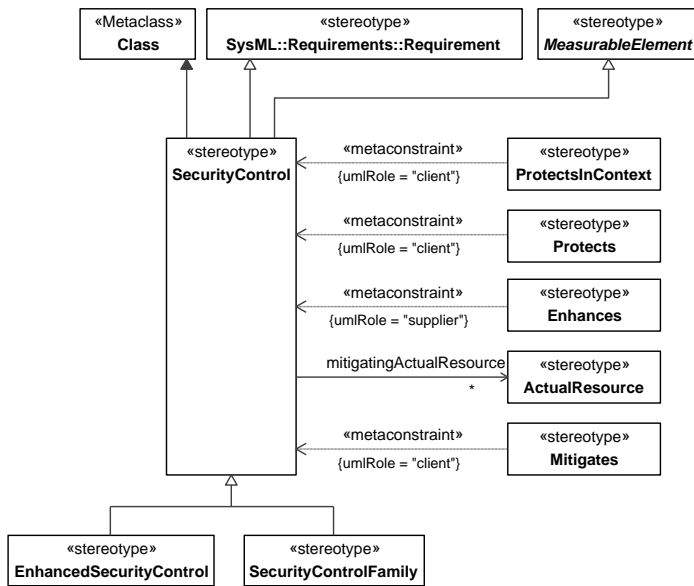 «Metaclass»
Class
«stereotype»
SysML::Requirements::Requirement
«stereotype»
MeasurableElement
«stereotype»
SecurityControl
«metaconstraint»
{umlRole = "client"}
«stereotype»
ProtectsInContext
«metaconstraint»
{umlRole = "client"}
«stereotype»
Protects
«metaconstraint»
{umlRole = "supplier"}
«stereotype»
Enhances
mitigatingActualResource
*
«stereotype»
ActualResource
«metaconstraint»
{umlRole = "client"}
«stereotype»
Mitigates
«stereotype»
EnhancedSecurityControl
«stereotype»
SecurityControlFamily